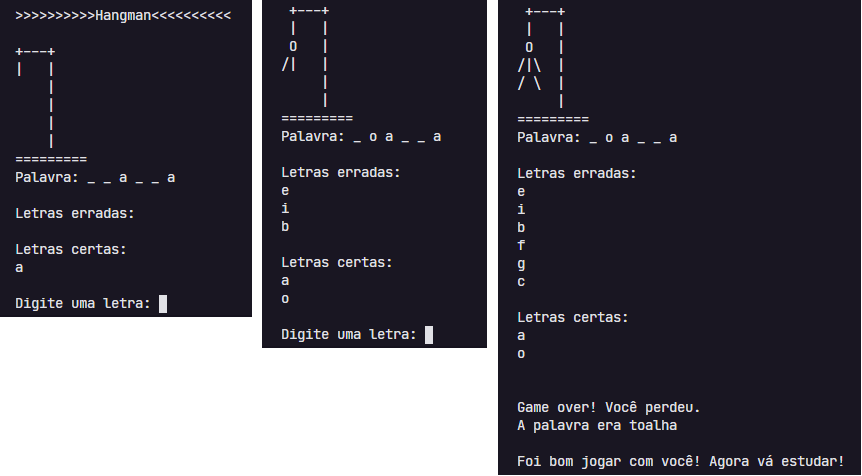 >>>>>>>>>>Hangman<<<<<<<<<<
+---+
|   |
    |
    |
    |
    |
=========
Palavra: _ _ a _ _ a
Letras erradas:
Letras certas:
a
Digite uma letra:
 +---+
 |   |
 O   |
/|   |
     |
     |
=========
Palavra: _ o a _ _ a
Letras erradas:
e
i
b
Letras certas:
a
o
Digite uma letra:
 +---+
 |   |
 O   |
/|\  |
/ \  |
     |
=========
Palavra: _ o a _ _ a
Letras erradas:
e
i
b
f
g
c
Letras certas:
a
o
Game over! Você perdeu.
A palavra era toalha
Foi bom jogar com você! Agora vá estudar!